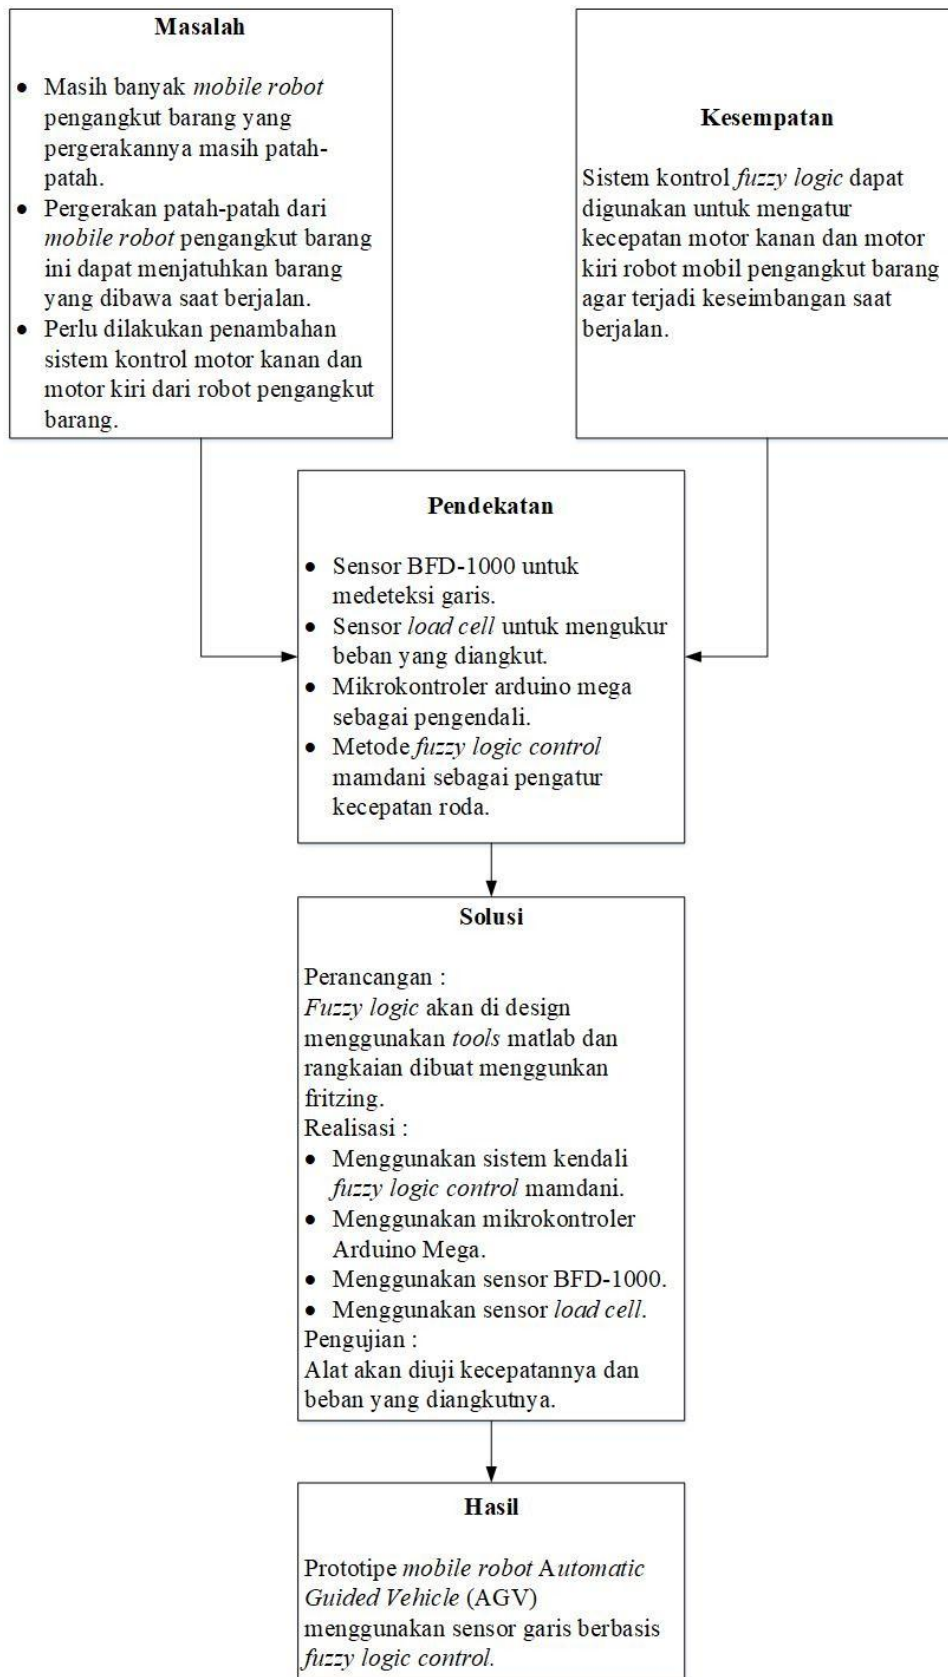 Masalah
• Masih banyak mobile robot
pengangkut barang yang
pergerakannya masih patah-
patah.
• Pergerakan patah-patah dari
mobile robot pengangkut barang
ini dapat menjatuhkan barang
yang dibawa saat berjalan.
• Perlu dilakukan penambahan
sistem kontrol motor kanan dan
motor kiri dari robot pengangkut
barang.
Kesempatan
Sistem kontrol fuzzy logic dapat
digunakan untuk mengatur
kecepatan motor kanan dan motor
kiri robot mobil pengangkut barang
agar terjadi keseimbangan saat
berjalan.
Pendekatan
• Sensor BFD-1000 untuk
medeteksi garis.
• Sensor load cell untuk mengukur
beban yang diangkut.
• Mikrokontroler arduino mega
sebagai pengendali.
• Metode fuzzy logic control
mamdani sebagai pengatur
kecepatan roda.
Solusi
Perancangan :
Fuzzy logic akan di design
menggunakan tools matlab dan
rangkaian dibuat menggunkan
fritzing.
Realisasi :
• Menggunakan sistem kendali
fuzzy logic control mamdani.
• Menggunakan mikrokontroler
Arduino Mega.
• Menggunakan sensor BFD-1000.
• Menggunakan sensor load cell.
Pengujian :
Alat akan diuji kecepatannya dan
beban yang diangkutnya.
Hasil
Prototipe mobile robot Automatic
Guided Vehicle (AGV)
menggunakan sensor garis berbasis
fuzzy logic control.